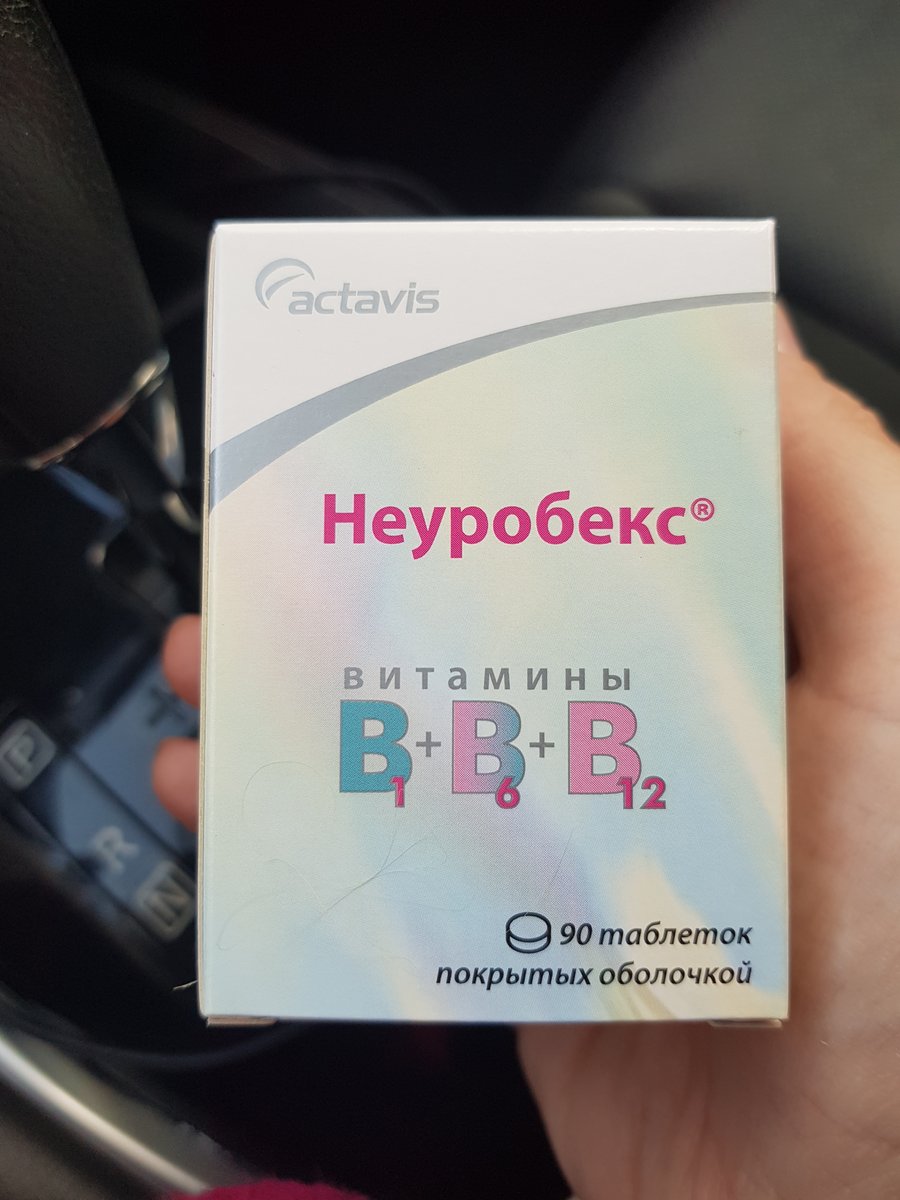 actavis
Неуробекс®
витамины
B1+B6+B12
90 таблеток
покрытых оболочкой
P
R
N
+